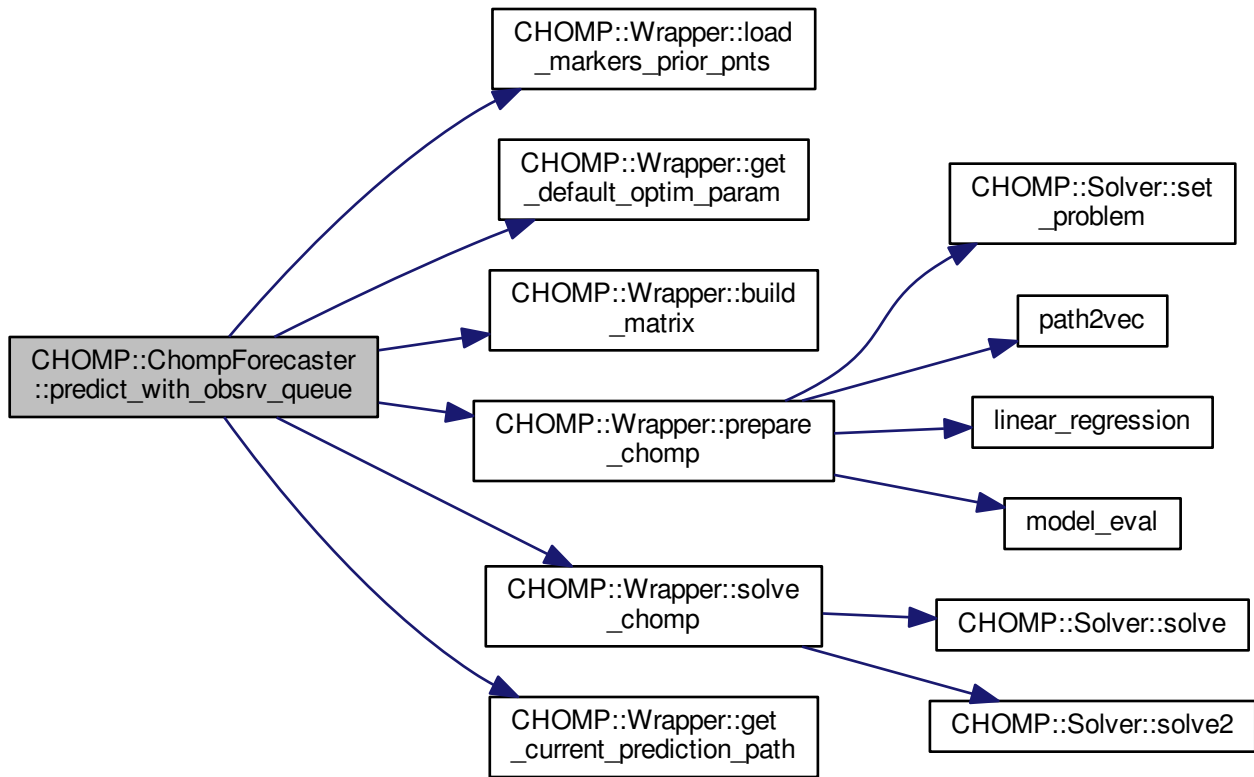 CHOMP::ChompForecaster
::predict_with_obsrv_queue
CHOMP::Wrapper::load
_markers_prior_pnts
CHOMP::Wrapper::get
_default_optim_param
CHOMP::Wrapper::build
_matrix
CHOMP::Wrapper::prepare
_chomp
CHOMP::Solver::set
_problem
path2vec
linear_regression
model_eval
CHOMP::Wrapper::solve
_chomp
CHOMP::Solver::solve
CHOMP::Solver::solve2
CHOMP::Wrapper::get
_current_prediction_path